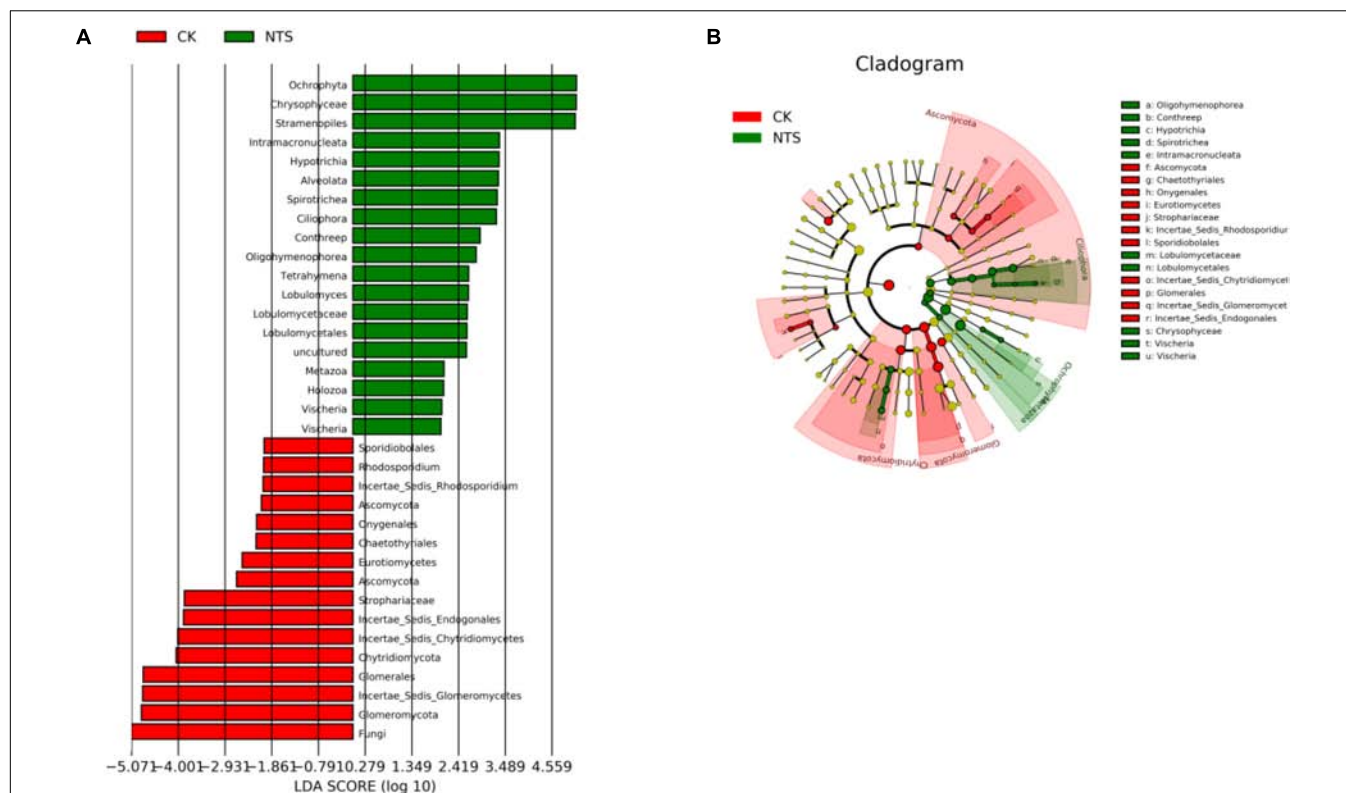 A
CK
NTS
Ochrophyta
Chrysophyceae
Stramenopiles
Intramacronucleata
Hypotrichia
Alveolata
Spirotrichea
Ciliophora
Conthreep
Oligohymenophorea
Tetrahymena
Lobulomyces
Lobulomycetaceae
Lobulomycetales
uncultured
Metazoa
Holozoa
Vischeria
Vischeria
Sporidiobolales
Rhodosporidium
Incertae_Sedis_Rhodosporidium
Ascomycota
Onygenales
Chaetothyriales
Eurotiomycetes
Ascomycota
Strophariaceae
Incertae_Sedis_Endogonales
Incertae_Sedis_Chytridiomycetes
Chytridiomycota
Glomerales
Incertae_Sedis_Glomeromycetes
Glomeromycota
Fungi
−5.071 −4.001 −2.931 −1.861 −0.791 0.279 1.349 2.419 3.489 4.559
LDA SCORE (log 10)
B
Cladogram
CK
NTS
Ascomycota
Ciliophora
Glomeromycota
Chytridiomycota
a: Oligohymenophorea
b: Conthreep
c: Hypotrichia
d: Spirotrichea
e: Intramacronucleata
f: Ascomycota
g: Chaetothyriales
h: Onygenales
i: Eurotiomycetes
j: Strophariaceae
k: Incertae_Sedis_Rhodosporidiur
l: Sporidiobolales
m: Lobulomycetaceae
n: Lobulomycetales
o: Incertae_Sedis_Chytridiomycet
p: Glomerales
q: Incertae_Sedis_Glomeromycet
r: Incertae_Sedis_Endogonales
s: Chrysophyceae
t: Vischeria
u: Vischeria